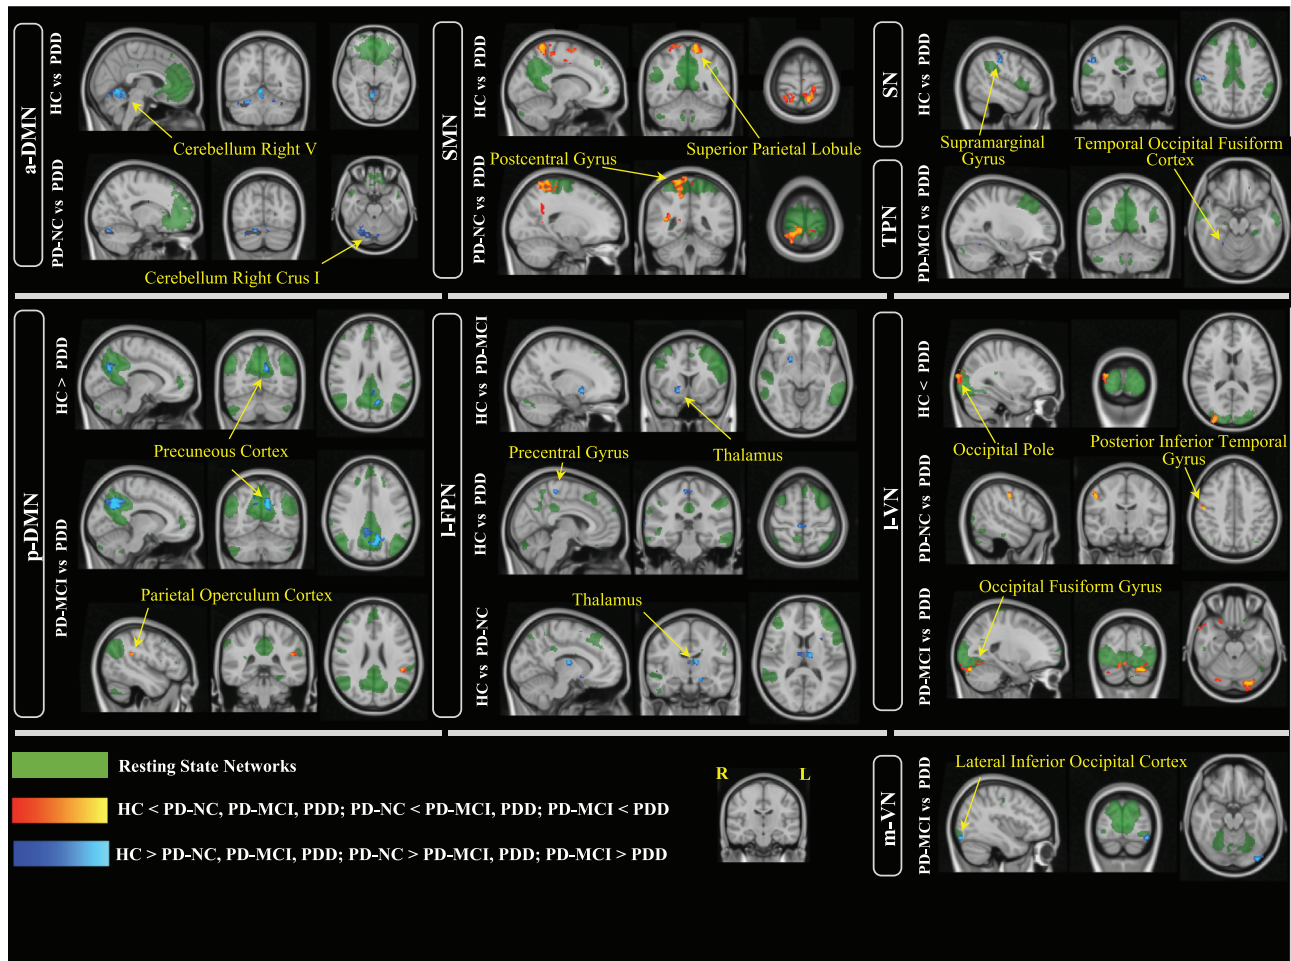 a-DMN
HC vs PDD
Cerebellum Right V
PD-NC vs PDD
Cerebellum Right Crus I
SMN
HC vs PDD
Superior Parietal Lobule
Postcentral Gyrus
PD-NC vs PDD
SN
HC vs PDD
Supramarginal
Gyrus
Temporal Occipital Fusiform
Cortex
TPN
PD-MCI vs PDD
p-DMN
HC > PDD
Precuneous Cortex
PD-MCI vs PDD
Parietal Operculum Cortex
l-FPN
HC vs PD-MCI
Thalamus
Precentral Gyrus
HC vs PDD
Thalamus
HC vs PD-NC
l-VN
HC < PDD
Occipital Pole
Posterior Inferior Temporal
Gyrus
PD-NC vs PDD
Occipital Fusiform Gyrus
PD-MCI vs PDD
Resting State Networks
HC < PD-NC, PD-MCI, PDD; PD-NC < PD-MCI, PDD; PD-MCI < PDD
HC > PD-NC, PD-MCI, PDD; PD-NC > PD-MCI, PDD; PD-MCI > PDD
R L
m-VN
PD-MCI vs PDD
Lateral Inferior Occipital Cortex